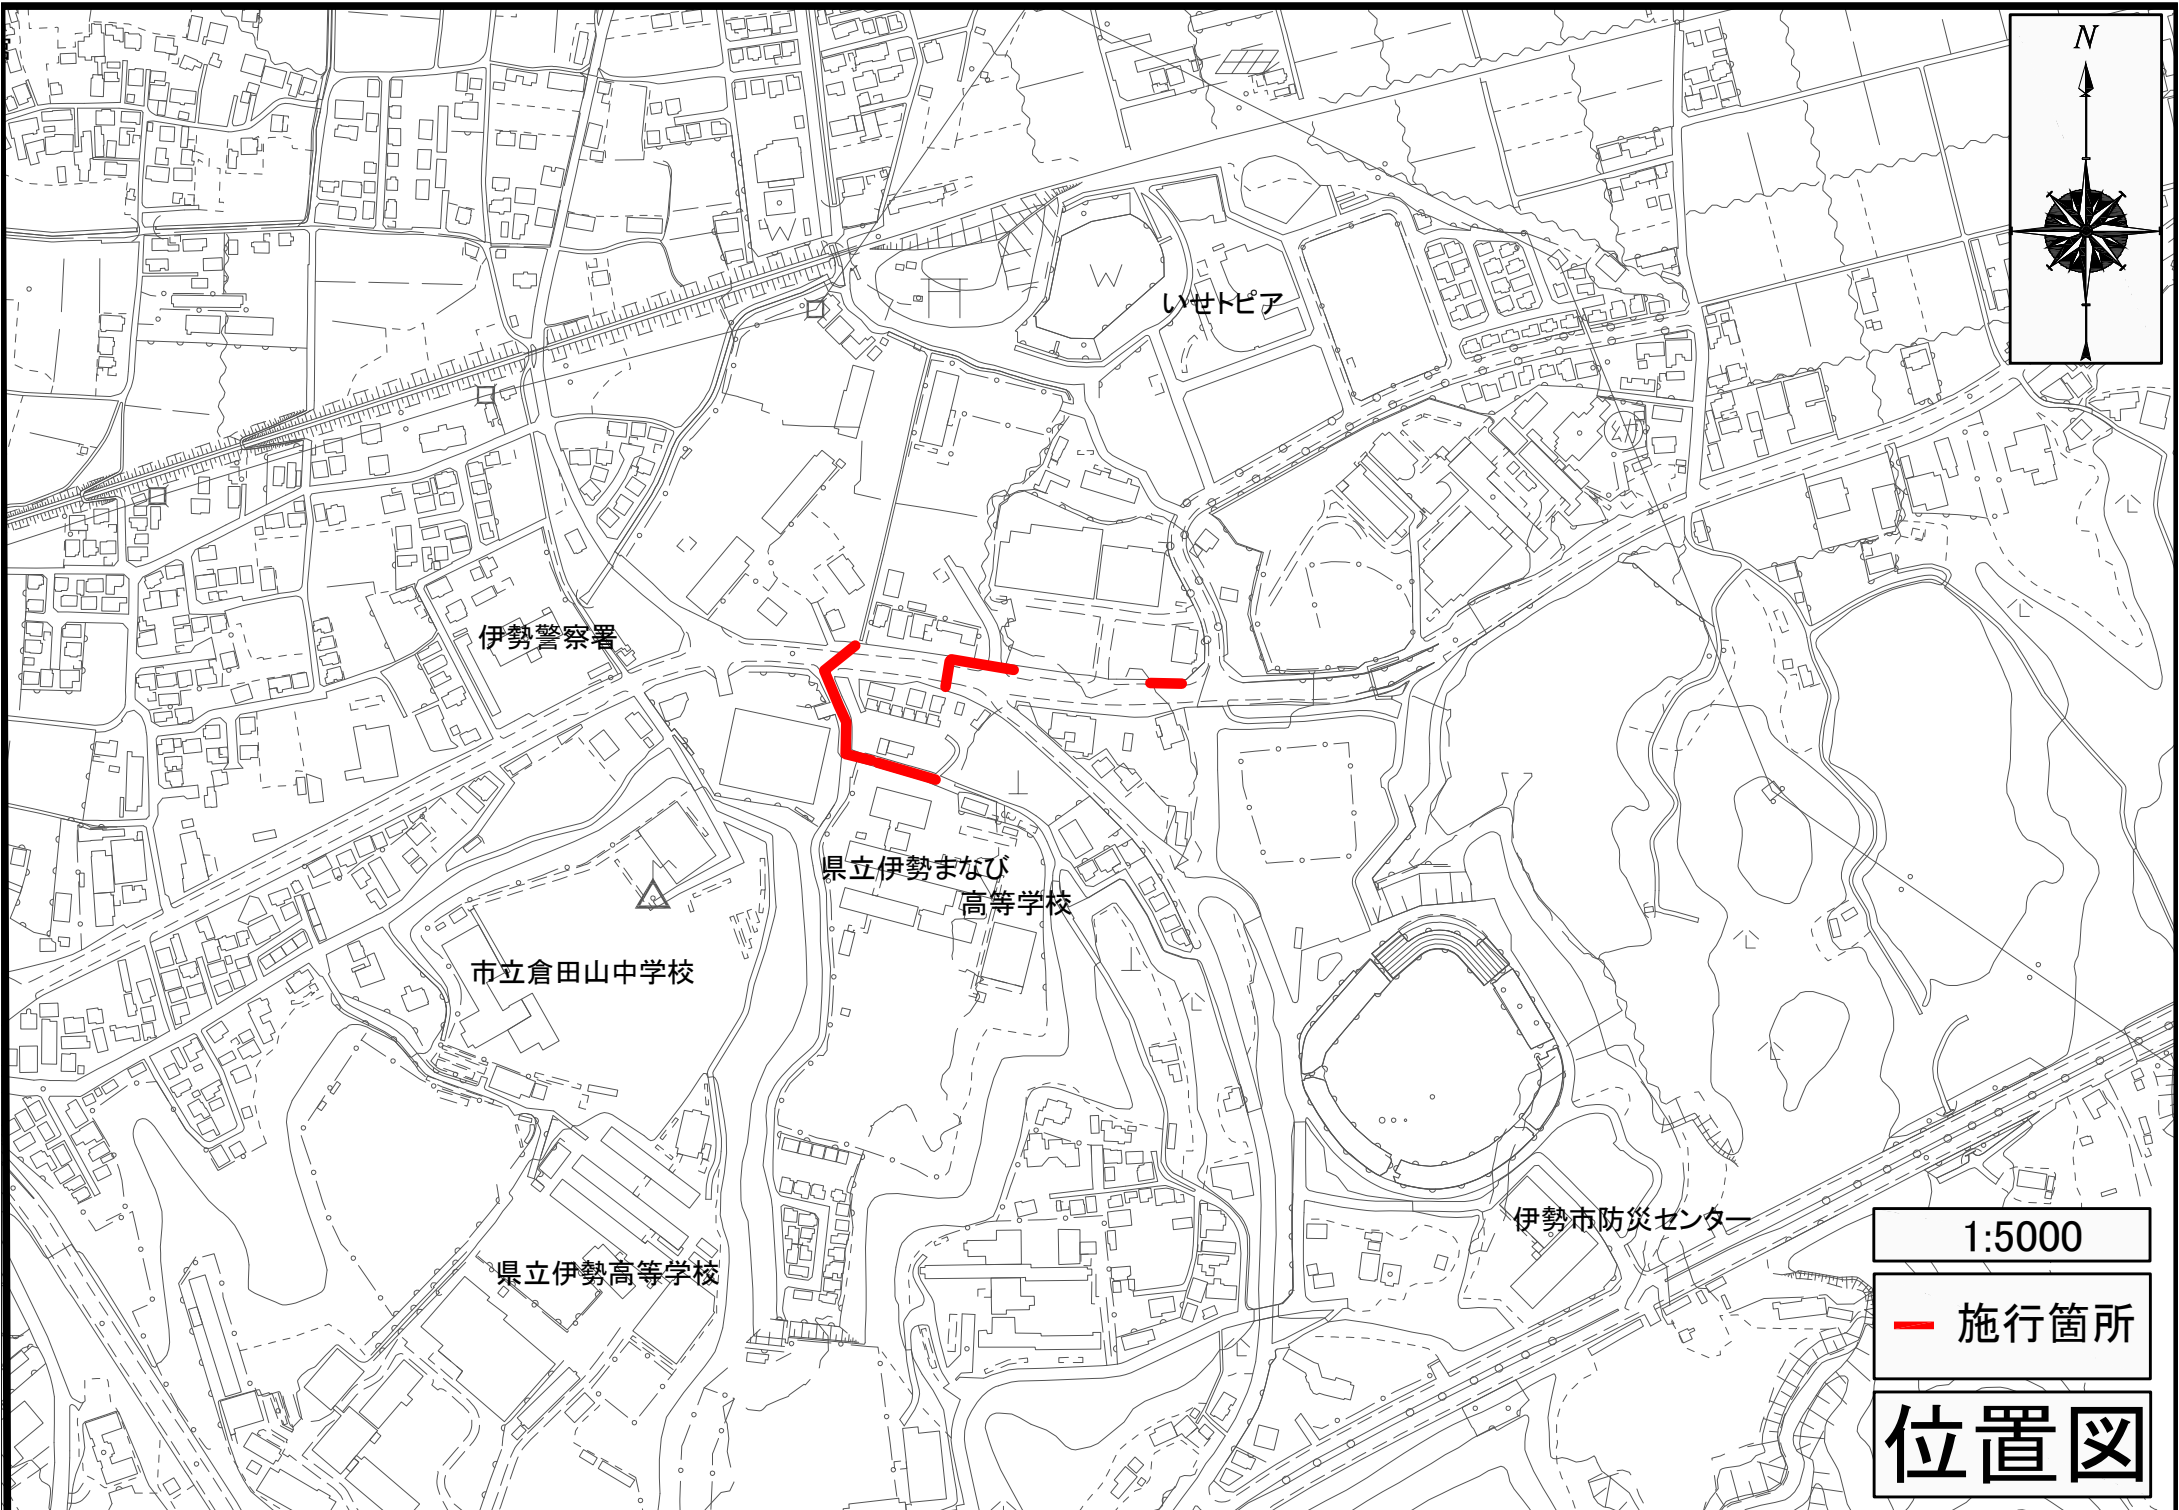 N
いせトピア
伊勢警察署
県立伊勢まなび
高等学校
市立倉田山中学校
伊勢市防災センター
県立伊勢高等学校
1:5000
施行箇所
位置図